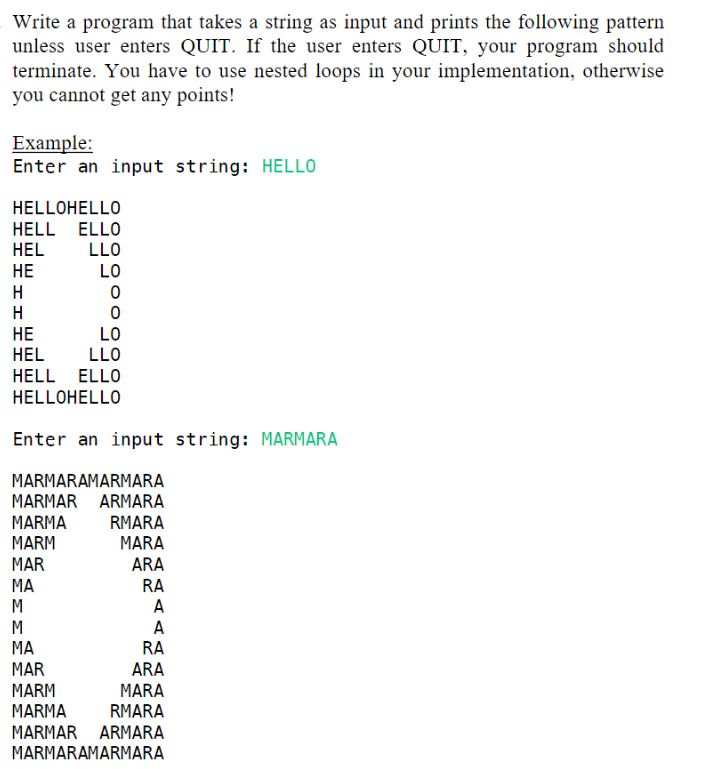 Write a program that takes a string as input and prints the following pattern
unless user enters QUIT. If the user enters QUIT, your program should
terminate. You have to use nested loops in your implementation, otherwise
you cannot get any points!
Example:
Enter an input string: HELLO
HELLOHELLO
HELL  ELLO
HEL    LLO
HE      LO
H        O
H        O
HE      LO
HEL    LLO
HELL  ELLO
HELLOHELLO
Enter an input string: MARMARA
MARMARAMARMARA
MARMAR  ARMARA
MARMA    RMARA
MARM      MARA
MAR        ARA
MA          RA
M            A
M            A
MA          RA
MAR        ARA
MARM      MARA
MARMA    RMARA
MARMAR  ARMARA
MARMARAMARMARA